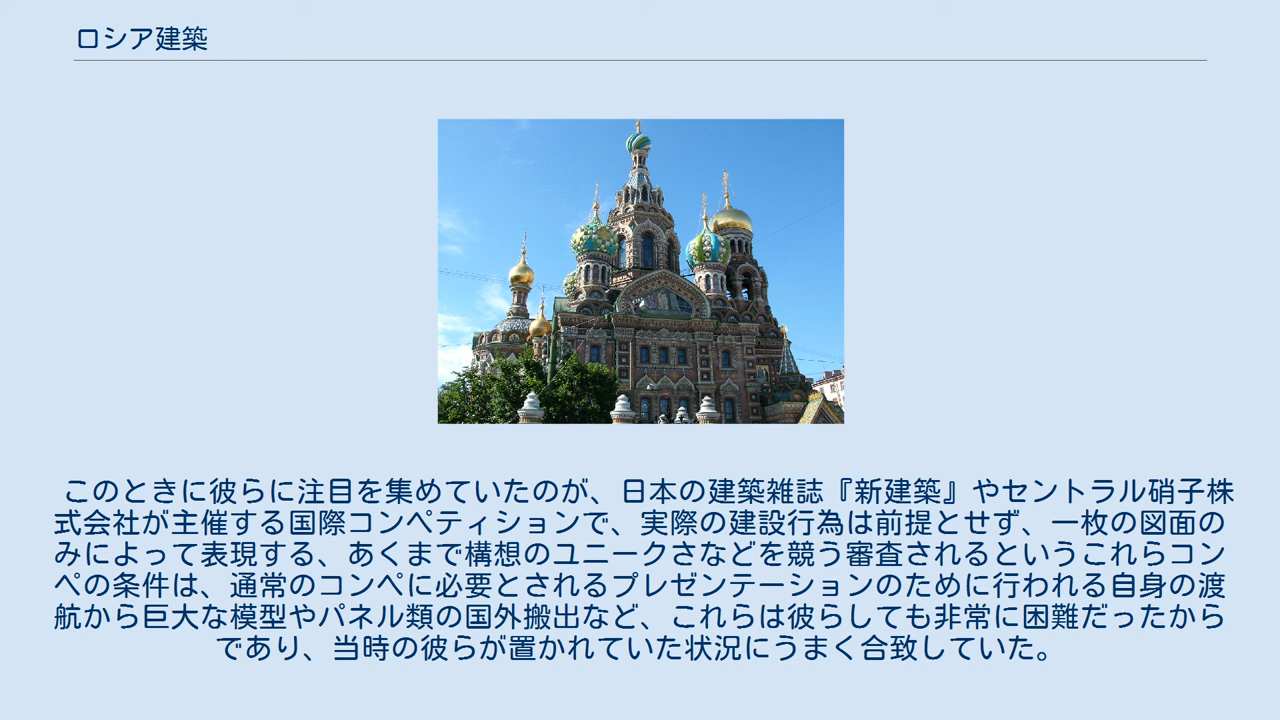 ロシア建築
このときに彼らに注目を集めていたのが、日本の建築雑誌『新建築』やセントラル硝子株
式会社が主催する国際コンペティションで、実際の建設行為は前提とせず、一枚の図面の
みによって表現する、あくまで構想のユニークさなどを競う審査されるというこれらコン
ペの条件は、通常のコンペに必要とされるプレゼンテーションのために行われる自身の渡
航から巨大な模型やパネル類の国外搬出など、これらは彼らしても非常に困難だったから
であり、当時の彼らが置かれていた状況にうまく合致していた。